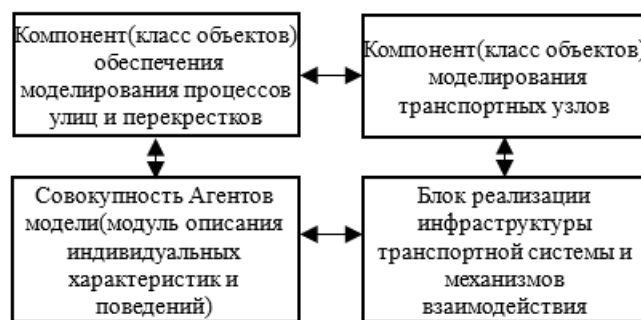 Компонент(класс объектов)
обеспечения
моделирования процессов
улиц и перекрестков
Компонент(класс объектов)
моделирования
транспортных узлов
Совокупность Агентов
модели(модуль описания
индивидуальных
характеристик и
поведений)
Блок реализации
инфраструктуры
транспортной системы и
механизмов
взаимодействия